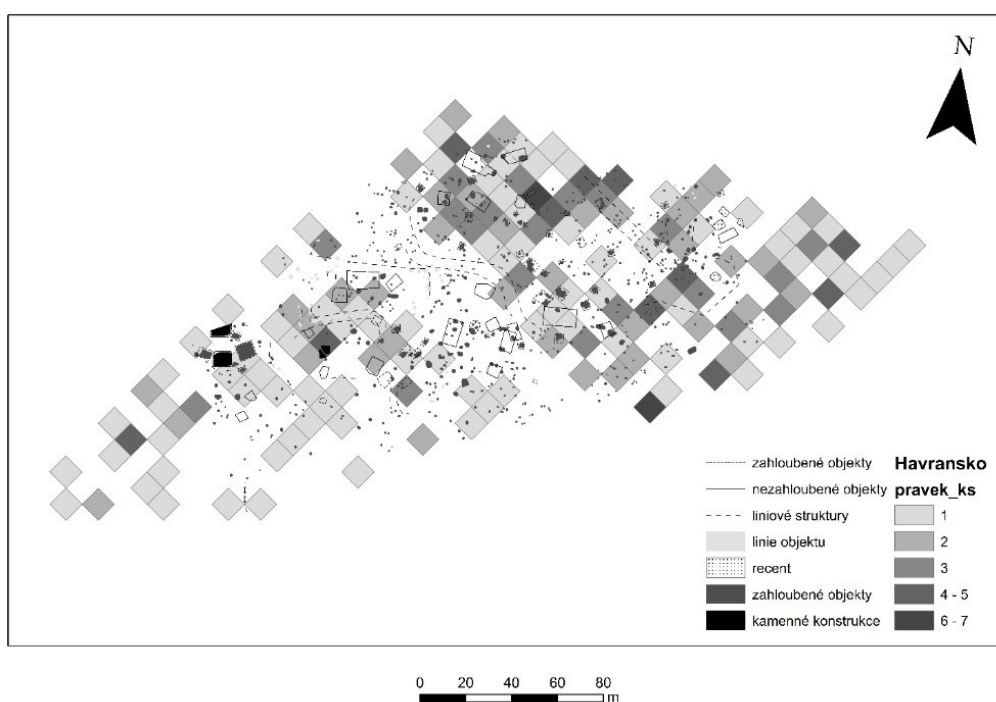 N
zahloubené objekty
nezahloubené objekty
liniové struktury
linie objektu
recent
zahloubené objekty
kamenné konstrukce
Havransko
pravek_ks
1
2
3
4 - 5
6 - 7
0 20 40 60 80
m